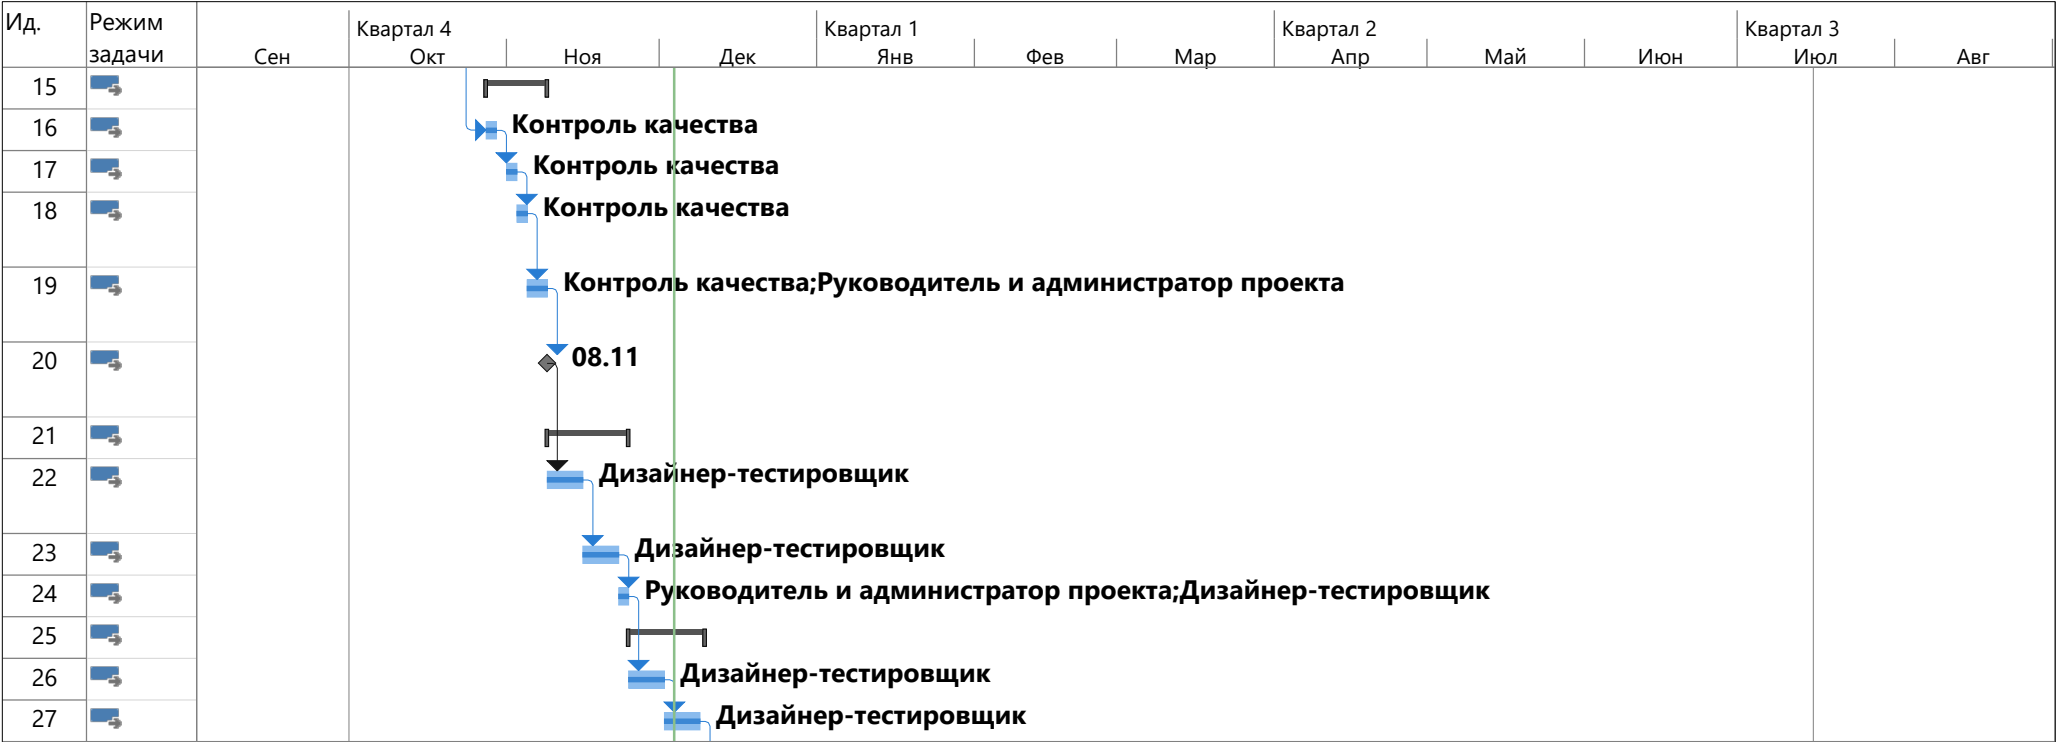 Ид.
Режим задачи
Квартал 4
Квартал 1
Квартал 2
Квартал 3
Сен
Окт
Ноя
Дек
Янв
Фев
Мар
Апр
Май
Июн
Июл
Авг
15
16
Контроль качества
17
Контроль качества
18
Контроль качества
19
Контроль качества;Руководитель и администратор проекта
20
08.11
21
22
Дизайнер-тестировщик
23
Дизайнер-тестировщик
24
Руководитель и администратор проекта;Дизайнер-тестировщик
25
26
Дизайнер-тестировщик
27
Дизайнер-тестировщик